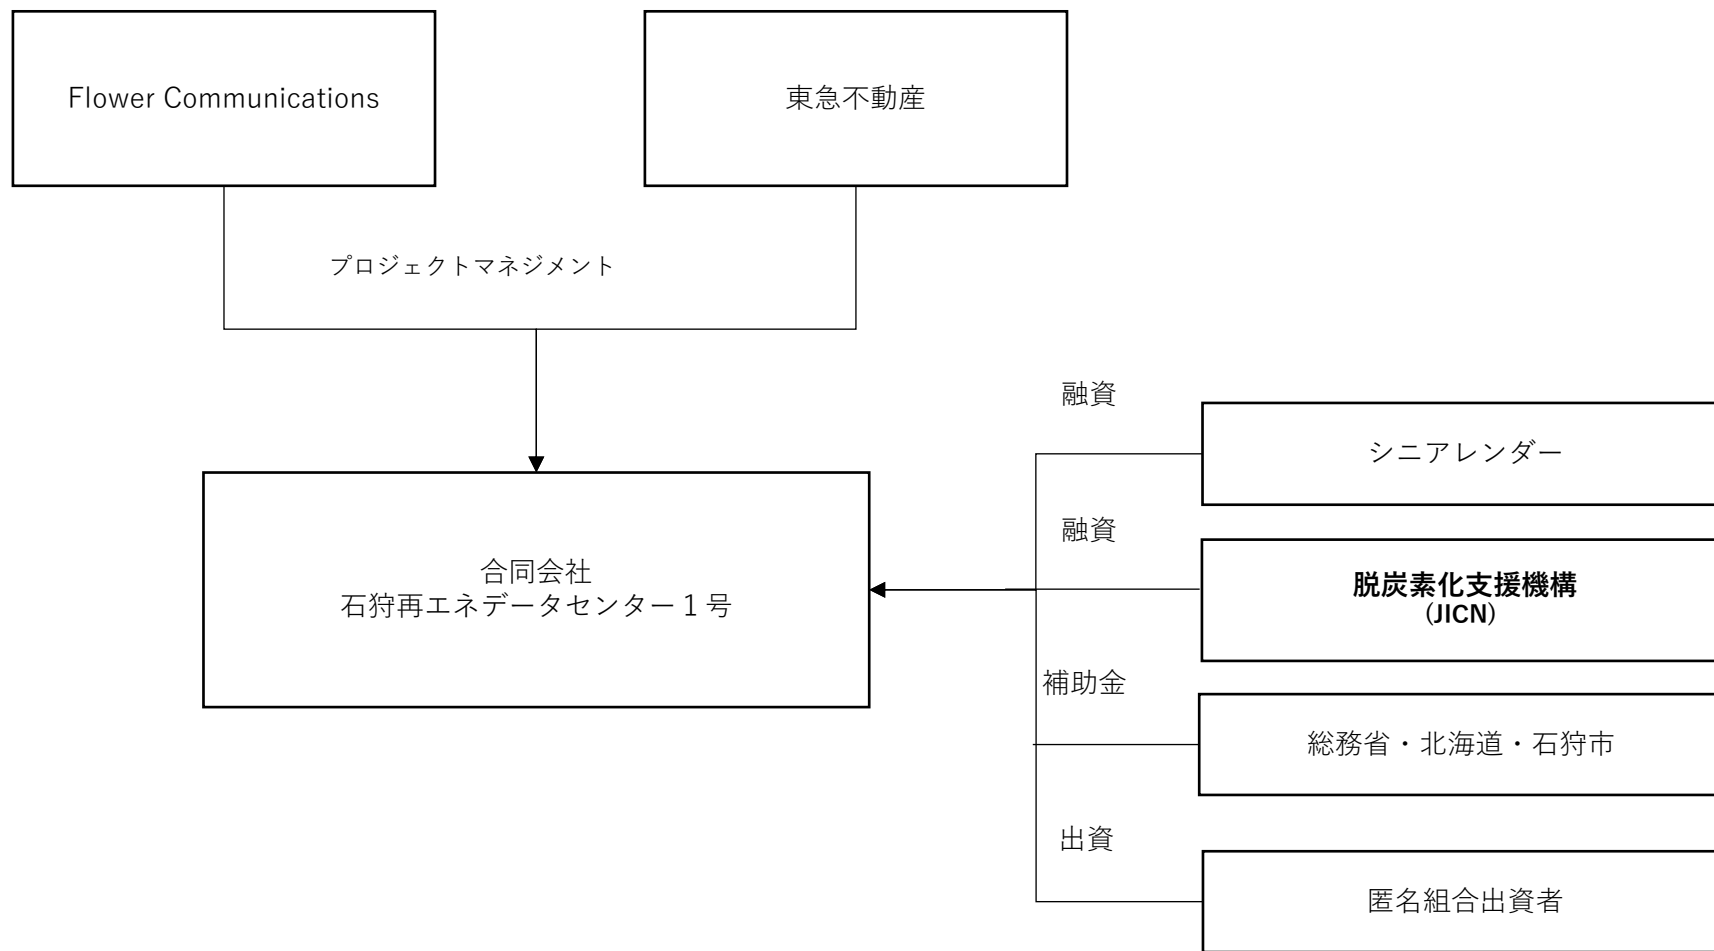 Flower Communications
東急不動産
プロジェクトマネジメント
合同会社
石狩再エネデータセンター１号
融資
シニアレンダー
融資
脱炭素化支援機構
(JICN)
補助金
総務省・北海道・石狩市
出資
匿名組合出資者